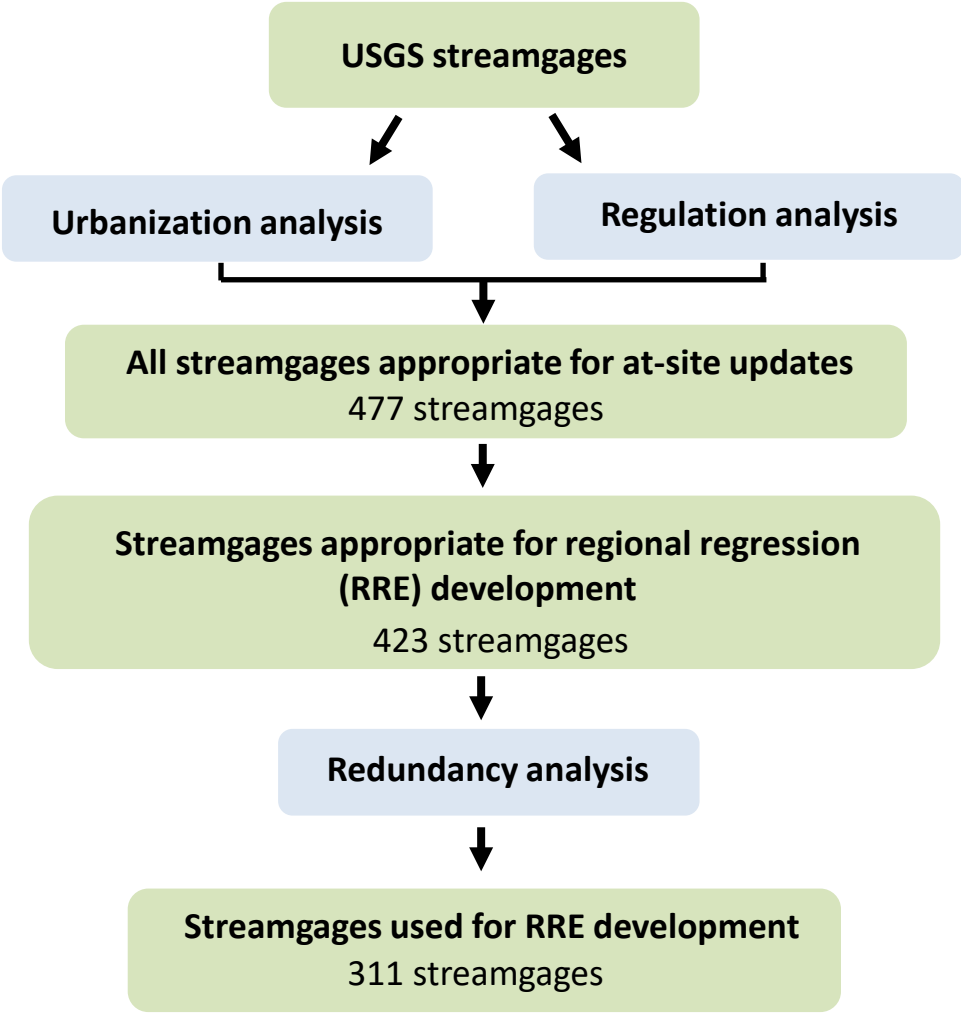 USGS streamgages
Urbanization analysis
Regulation analysis
All streamgages appropriate for at-site updates
477 streamgages
Streamgages appropriate for regional regression
(RRE) development
423 streamgages
Redundancy analysis
Streamgages used for RRE development
311 streamgages